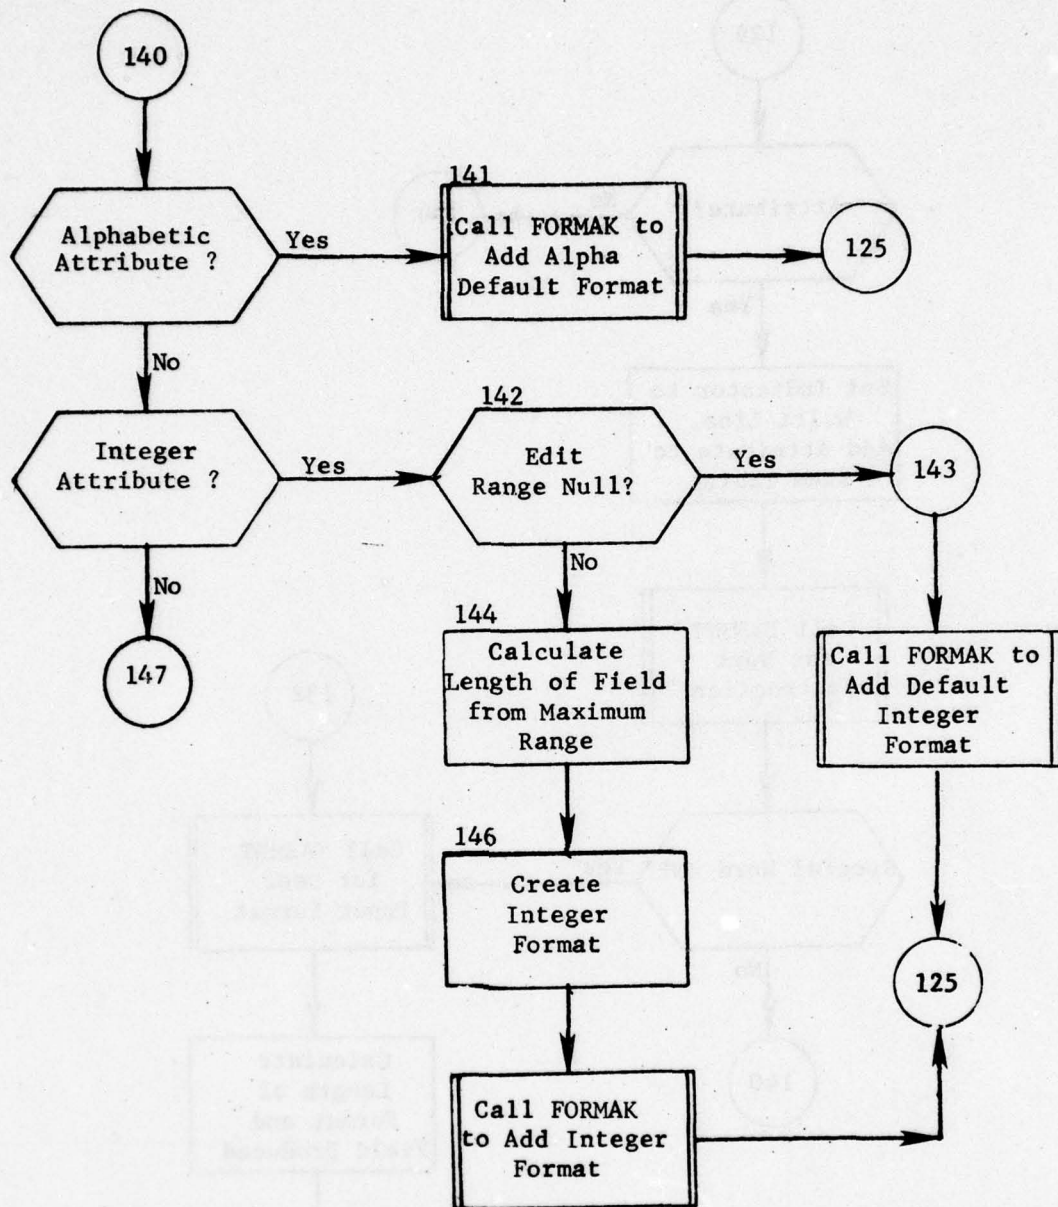 140
Alphabetic
Attribute ?
Yes
141
Call FORMAK to
Add Alpha
Default Format
125
No
Integer
Attribute ?
Yes
142
Edit
Range Null?
Yes
143
No
147
No
144
Calculate
Length of Field
from Maximum
Range
Call FORMAK to
Add Default
Integer
Format
146
Create
Integer
Format
125
Call FORMAK
to Add Integer
Format